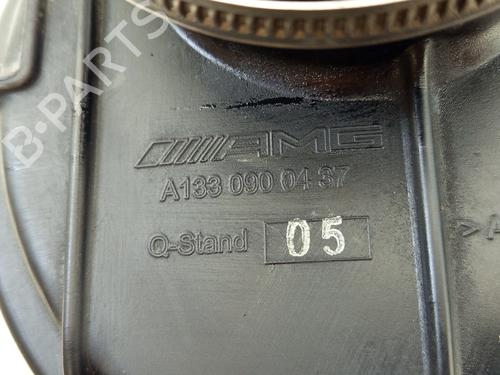 AMG
A133 090 04 37
Q-Stand 05
>A
B-PARTS